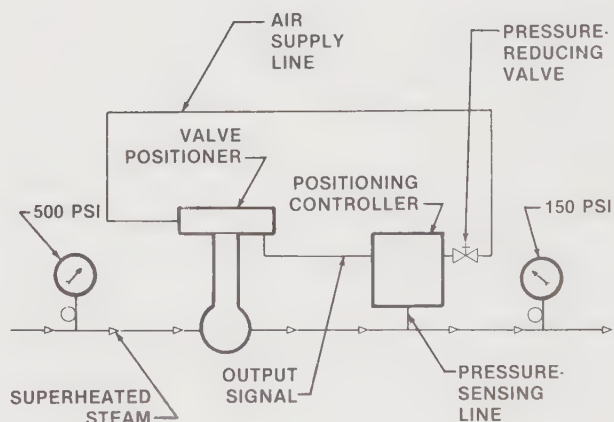 AIR
SUPPLY
LINE
PRESSURE-
REDUCING
VALVE
VALVE
POSITIONER
POSITIONING
CONTROLLER
500 PSI
150 PSI
SUPERHEATED
STEAM
OUTPUT
SIGNAL
PRESSURE-
SENSING
LINE